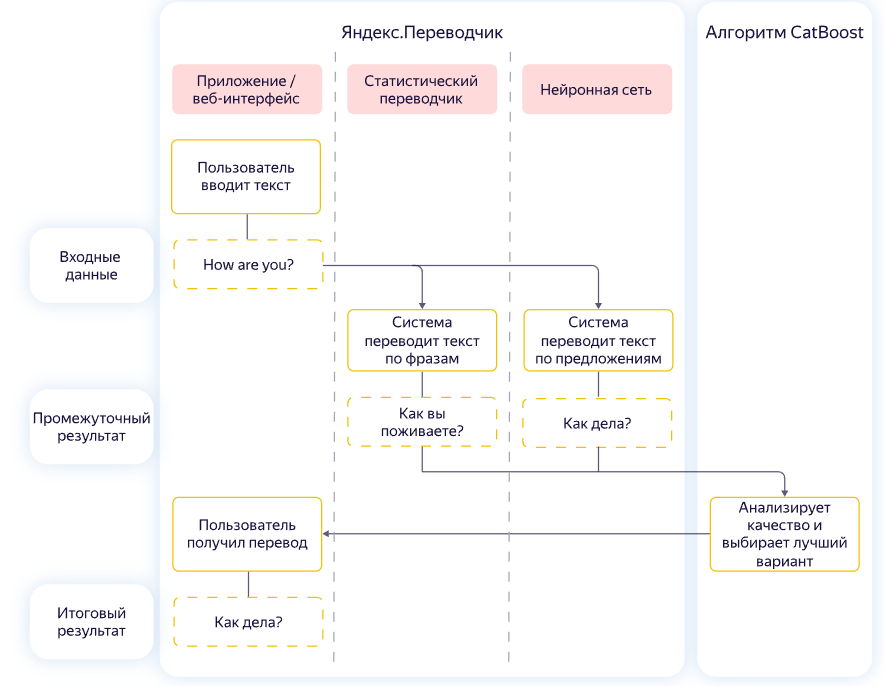 Яндекс.Переводчик
Алгоритм CatBoost
Приложение /
веб-интерфейс
Статистический
переводчик
Нейронная сеть
Пользователь
вводит текст
Входные
данные
How are you?
Система
переводит текст
по фразам
Система
переводит текст
по предложениям
Промежуточный
результат
Как вы
поживаете?
Как дела?
Анализирует
качество и
выбирает лучший
вариант
Пользователь
получил перевод
Итоговый
результат
Как дела?